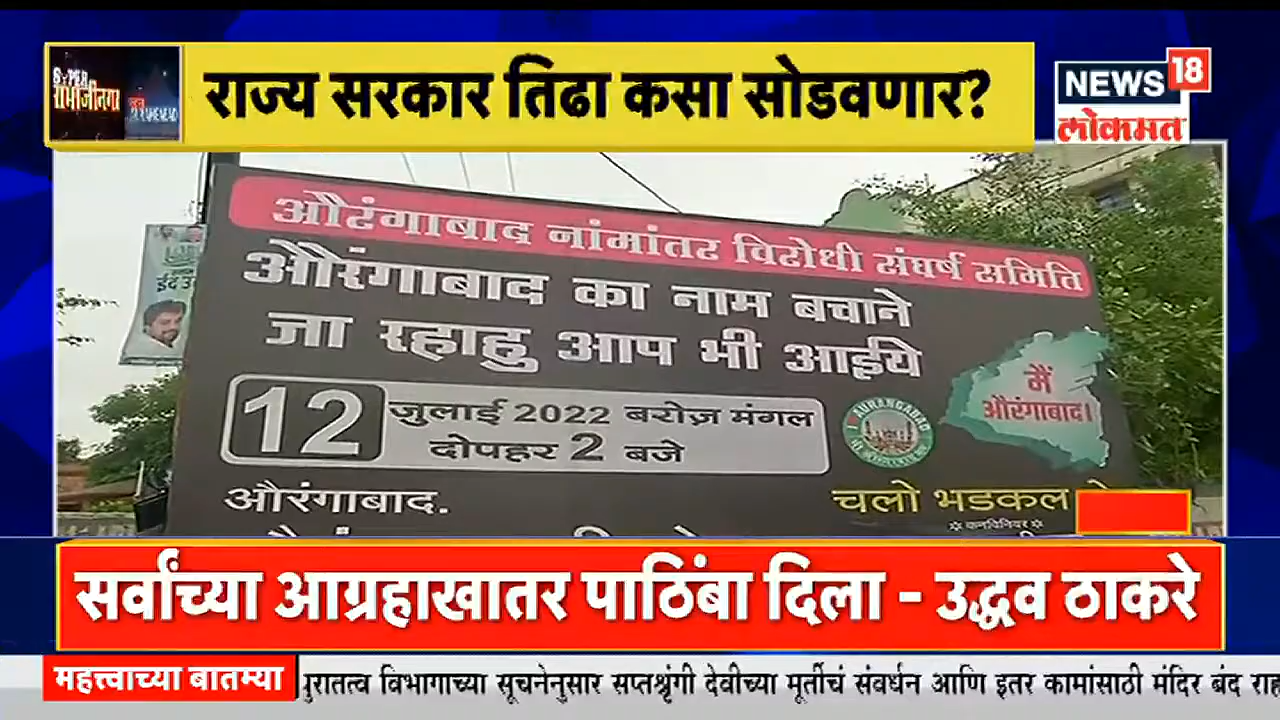 राज्य सरकार तिढा कसा सोडवणार?
NEWS 18
लोकमत
औरंगाबाद नांमांतर विरोधी संघर्ष समिति
औरंगाबाद का नाम बचाने
जा रहाहु आप भी आईये
मैं
औरंगाबाद।
12 जुलाई 2022 बरोज़ मंगल
दोपहर 2 बजे
AURANGABAD
औरंगाबाद.
चलो भडकल
सर्वांच्या आग्रहाखातर पाठिंबा दिला - उद्धव ठाकरे
महत्त्वाच्या बातम्या
पुरातत्व विभागाच्या सूचनेनुसार सप्तश्रृंगी देवीच्या मूर्तीचं संवर्धन आणि इतर कामांसाठी मंदिर बंद